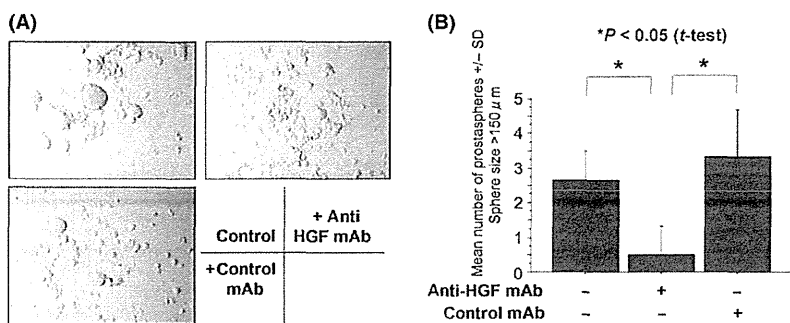 (A)
Control
+ Anti
HGF mAb
+Control
mAb
(B)
*P < 0.05 (t-test)
*
*
Mean number of prostaspheres +/− SD
Sphere size >150 μm
5
4
3
2
1
0
Anti-HGF mAb − + −
Control mAb − − +